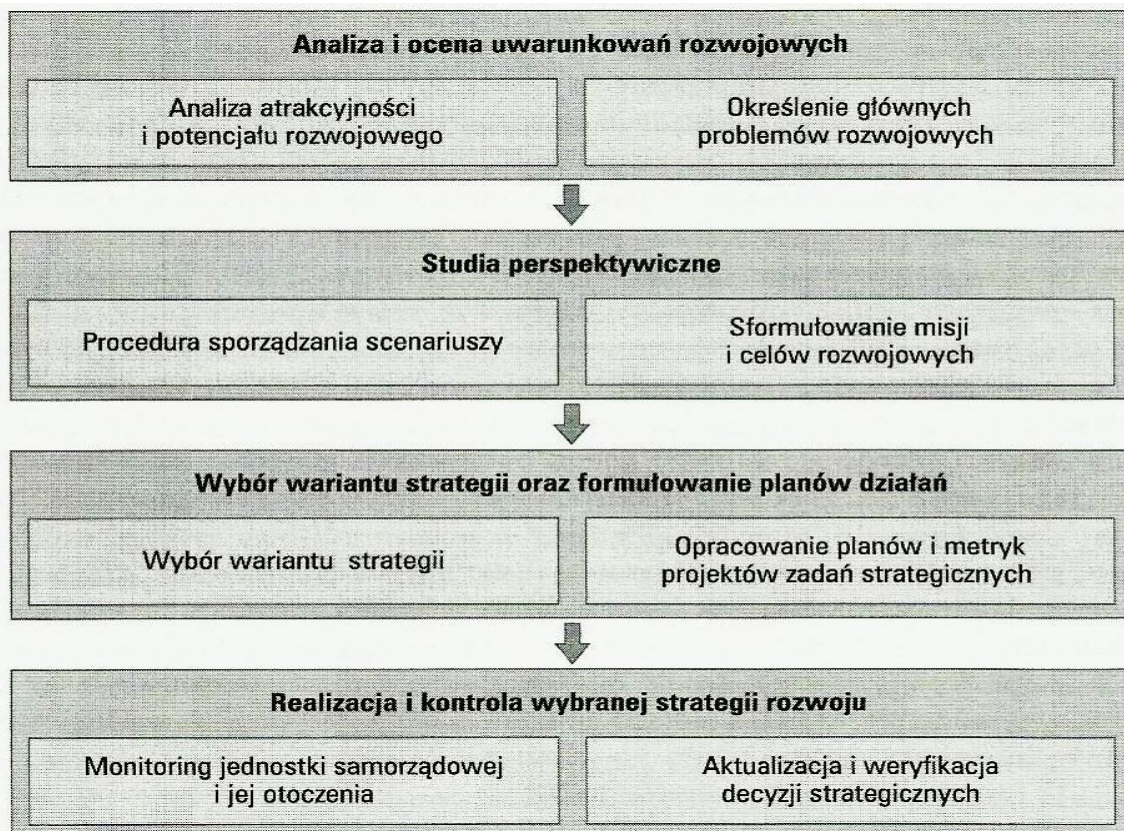 Analiza i ocena uwarunkowań rozwojowych
Analiza atrakcyjności
i potencjału rozwojowego
Określenie głównych
problemów rozwojowych
Studia perspektywiczne
Procedura sporządzania scenariuszy
Sformułowanie misji
i celów rozwojowych
Wybór wariantu strategii oraz formułowanie planów działań
Wybór wariantu strategii
Opracowanie planów i metryk
projektów zadań strategicznych
Realizacja i kontrola wybranej strategii rozwoju
Monitoring jednostki samorządowej
i jej otoczenia
Aktualizacja i weryfikacja
decyzji strategicznych